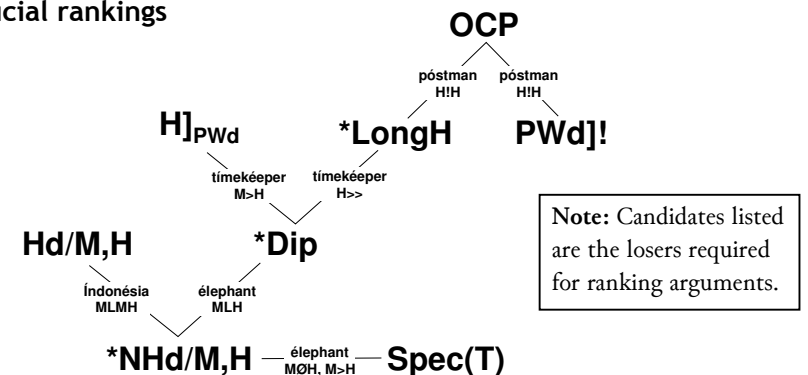 cial rankings
OCP
póstman póstman
H!H H!H
H]PWd *LongH PWd]!
tímekéeper tímekéeper
M>H H>>
Hd/M,H *Dip
Índonésia élephant
MLMH MLH
*NHd/M,H élephant Spec(T)
MØH, M>H
Note: Candidates listed
are the losers required
for ranking arguments.